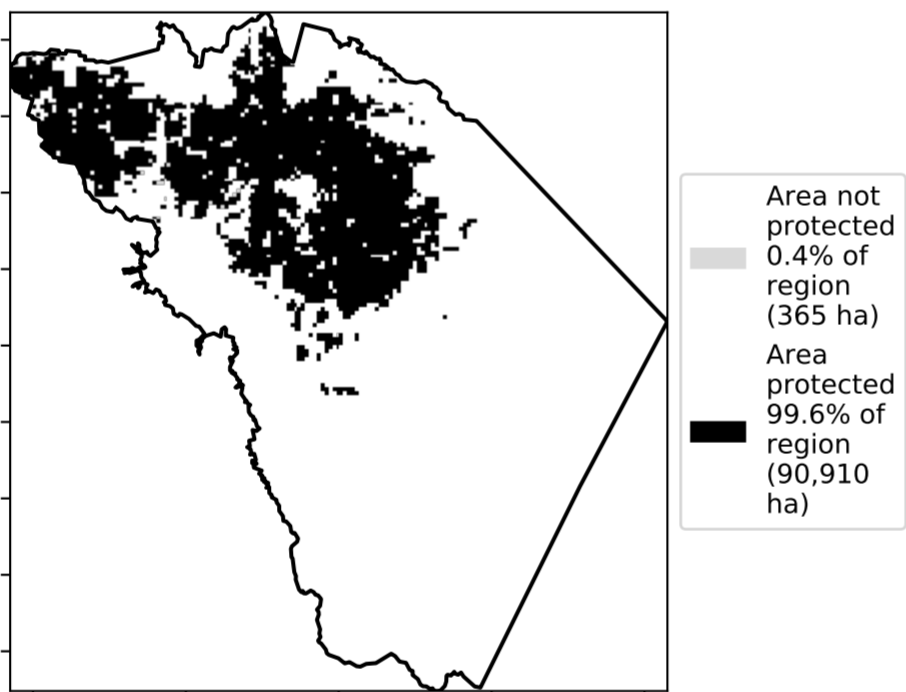 Area not
protected
0.4% of
region
(365 ha)
Area
protected
99.6% of
region
(90,910
ha)